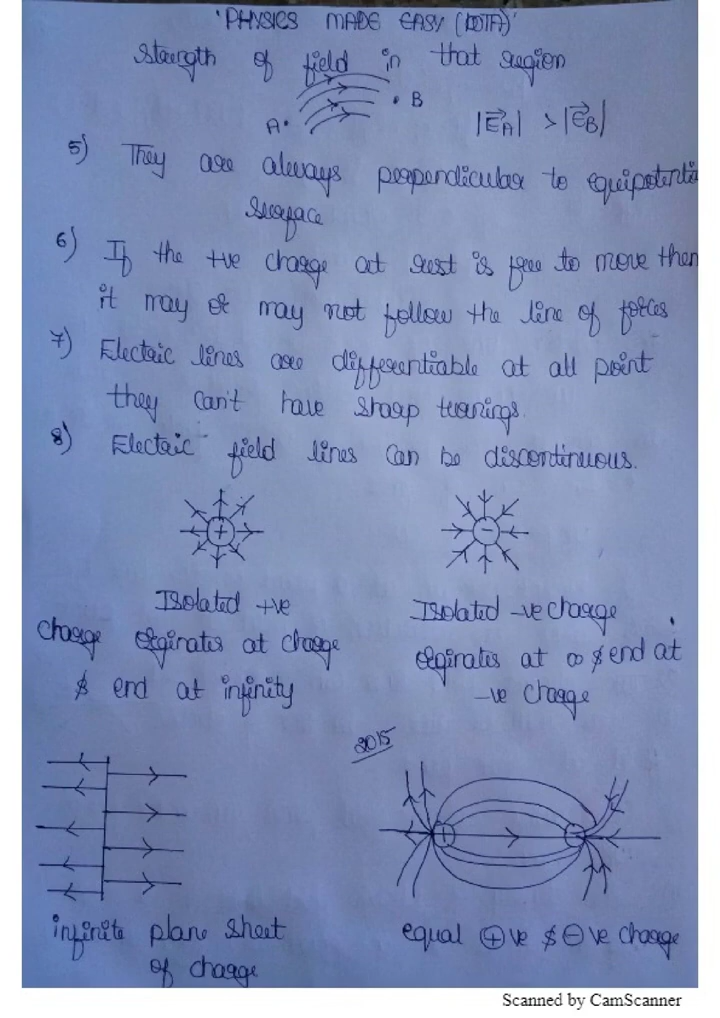 'PHYSICS MADE EASY (KOTA)'
Strength of field in that region
A. . B |E⃗A| > |E⃗B|
5) They are always perpendicular to equipotentia
surface
6) If the +ve charge at rest is free to move then
it may or may not follow the line of forces
7) Electric lines are differentiable at all point
they can't have sharp turnings.
8) Electric field lines can be discontinuous.
+ -
Isolated +ve
charge orginates at charge
$ end at infinity
Isolated -ve charge
orginates at ∞ $ end at
-ve charge
2015
+ -
infinite plane sheet
of charge
equal ⊕ve $ ⊖ve charge
Scanned by CamScanner